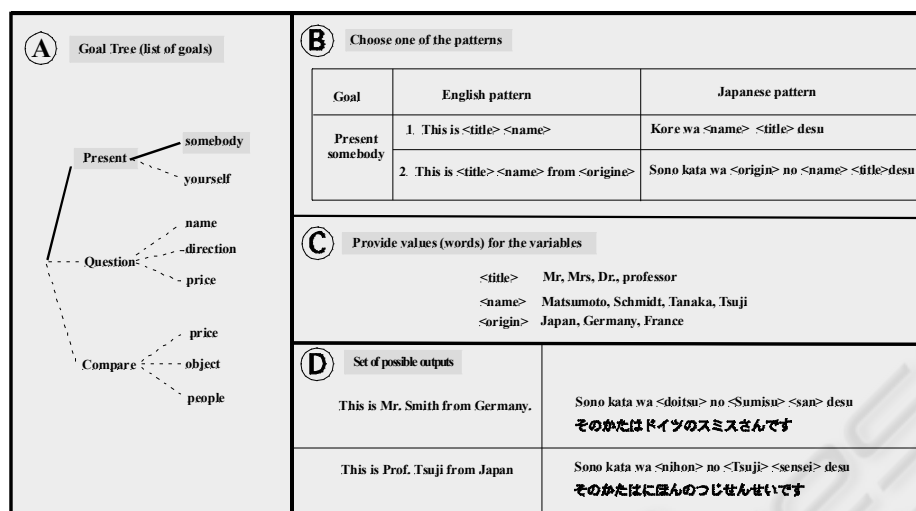 A Goal Tree (list of goals)
Present
somebody
yourself
Question
name
direction
price
Compare
price
object
people
B Choose one of the patterns
Goal English pattern Japanese pattern
Present somebody
1. This is <title> <name> Kore wa <name> <title> desu
2. This is <title> <name> from <origine> Sono kata wa <origin> no <name> <title>desu
C Provide values (words) for the variables
<title> Mr, Mrs, Dr., professor
<name> Matsumoto, Schmidt, Tanaka, Tsuji
<origin> Japan, Germany, France
D Set of possible outputs
This is Mr. Smith from Germany. Sono kata wa <doitsu> no <Sumisu> <san> desu
そのかたはドイツのスミスさんです
This is Prof. Tsuji from Japan Sono kata wa <nihon> no <Tsuji> <sensei> desu
そのかたはにほんのつじせんせいです